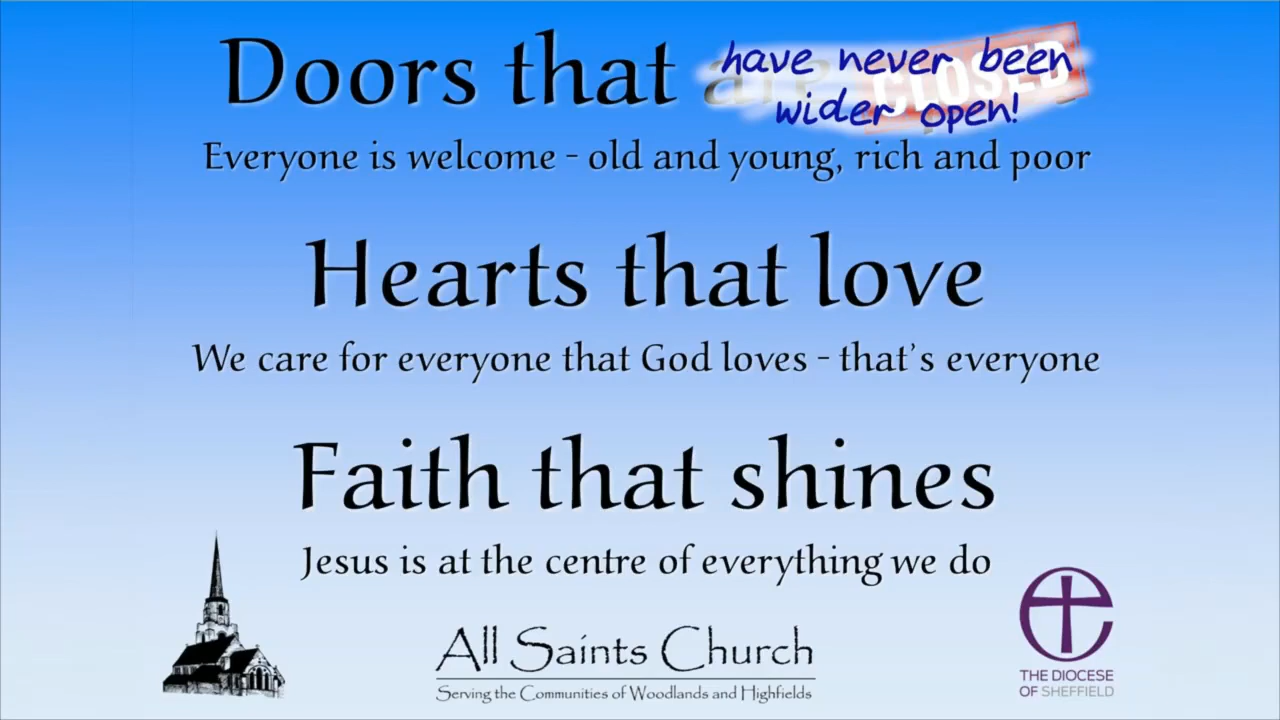 Doors that are CLOSED
have never been
wider open!
Everyone is welcome - old and young, rich and poor
Hearts that love
We care for everyone that God loves - that's everyone
Faith that shines
Jesus is at the centre of everything we do
All Saints Church
Serving the Communities of Woodlands and Highfields
THE DIOCESE
OF SHEFFIELD